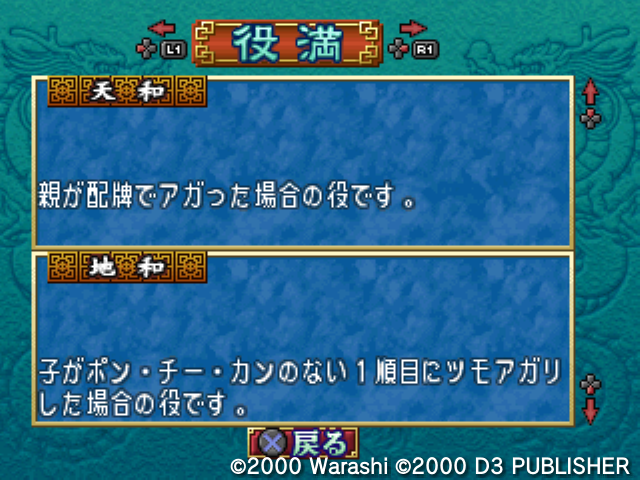 L1 役満 R1
天和
親が配牌でアガった場合の役です。
地和
子がポン・チー・カンのない1順目にツモアガリ
した場合の役です。
戻る
©2000 Warashi ©2000 D3 PUBLISHER